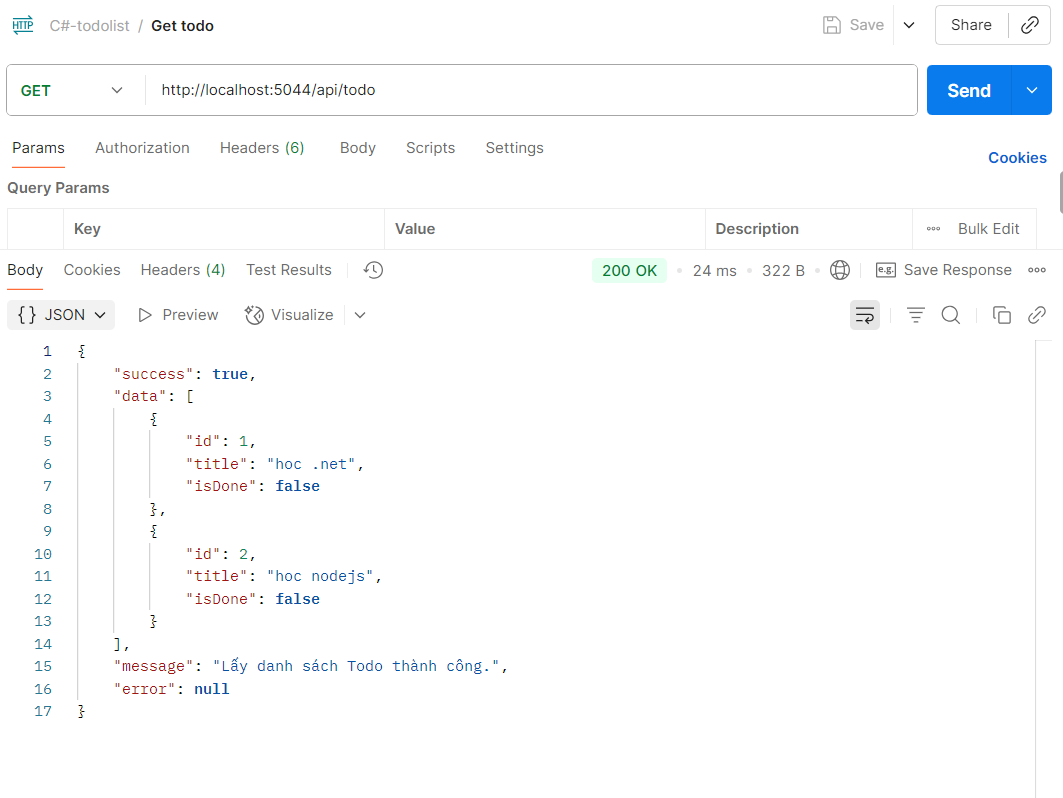 HTTP C#-todolist / Get todo Save Share
GET http://localhost:5044/api/todo Send
Params Authorization Headers (6) Body Scripts Settings Cookies
Query Params
Key Value Description Bulk Edit
Body Cookies Headers (4) Test Results 200 OK 24 ms 322 B e.g. Save Response
{ } JSON Preview Visualize
1 {
2 "success": true,
3 "data": [
4 {
5 "id": 1,
6 "title": "hoc .net",
7 "isDone": false
8 },
9 {
10 "id": 2,
11 "title": "hoc nodejs",
12 "isDone": false
13 }
14 ],
15 "message": "Lấy danh sách Todo thành công.",
16 "error": null
17 }